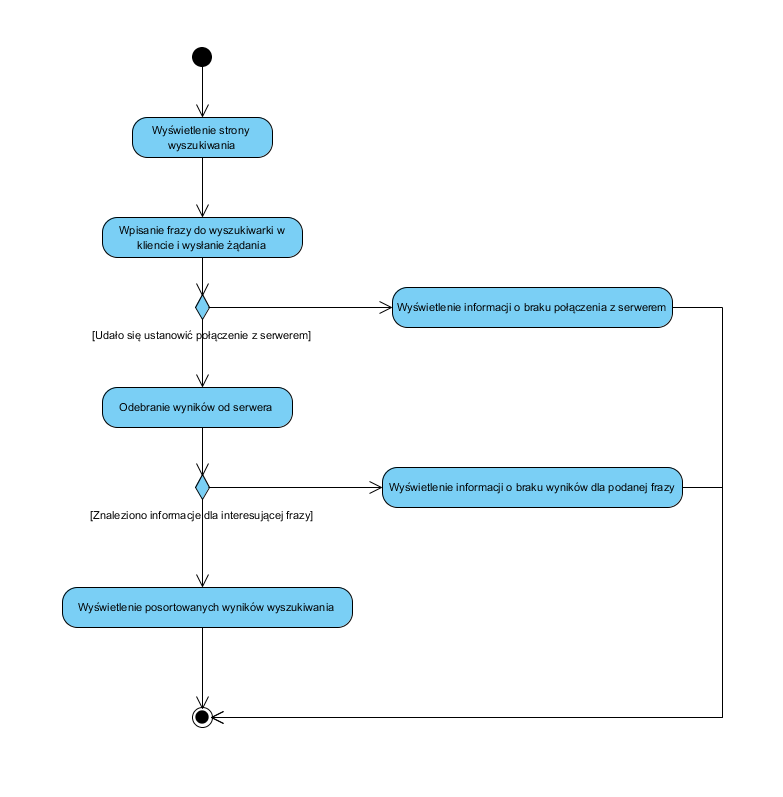 Wyświetlenie strony
wyszukiwania
Wpisanie frazy do wyszukiwarki w
kliencie i wysłanie żądania
Wyświetlenie informacji o braku połączenia z serwerem
[Udało się ustanowić połączenie z serwerem]
Odebranie wyników od serwera
Wyświetlenie informacji o braku wyników dla podanej frazy
[Znaleziono informacje dla interesującej frazy]
Wyświetlenie posortowanych wyników wyszukiwania